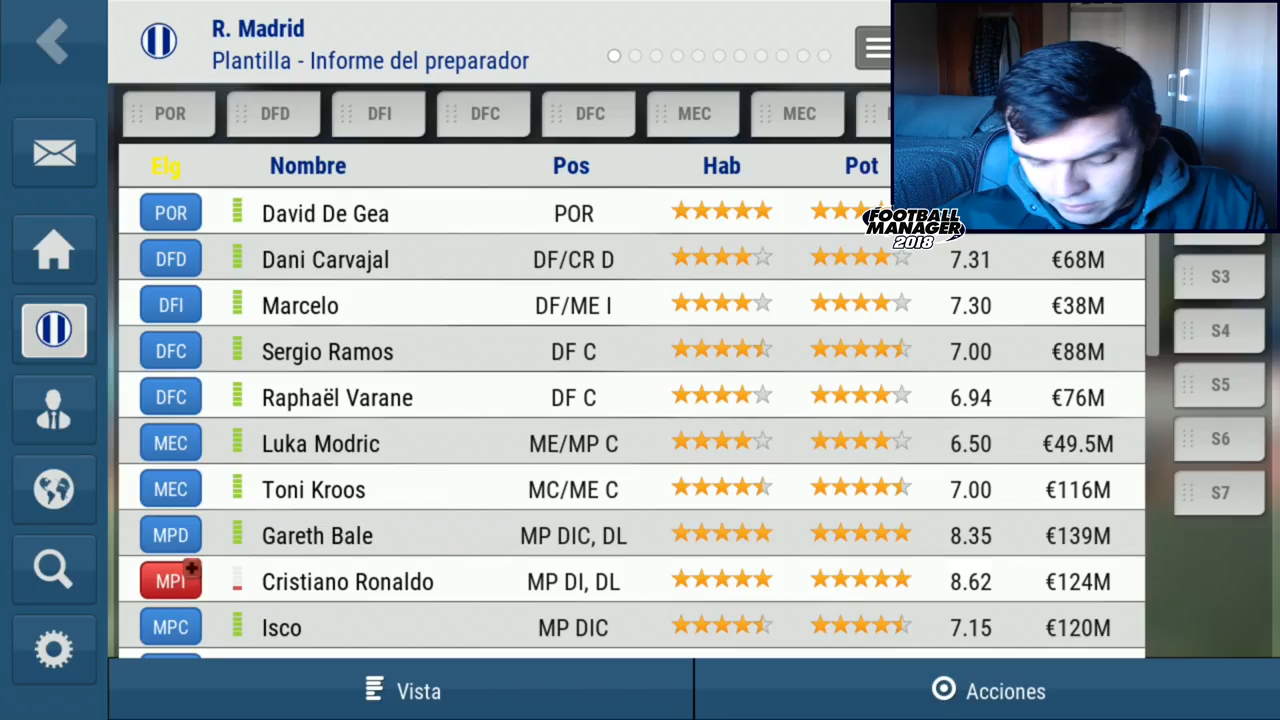 R. Madrid
Plantilla - Informe del preparador
POR DFD DFI DFC DFC MEC MEC
Elg Nombre Pos Hab Pot
POR David De Gea POR
FOOTBALL
MANAGER
2018
DFD Dani Carvajal DF/CR D 7.31 €68M
DFI Marcelo DF/ME I 7.30 €38M
DFC Sergio Ramos DF C 7.00 €88M
DFC Raphaël Varane DF C 6.94 €76M
MEC Luka Modric ME/MP C 6.50 €49.5M
MEC Toni Kroos MC/ME C 7.00 €116M
MPD Gareth Bale MP DIC, DL 8.35 €139M
MPI Cristiano Ronaldo MP DI, DL 8.62 €124M
MPC Isco MP DIC 7.15 €120M
S3
S4
S5
S6
S7
Vista
Acciones